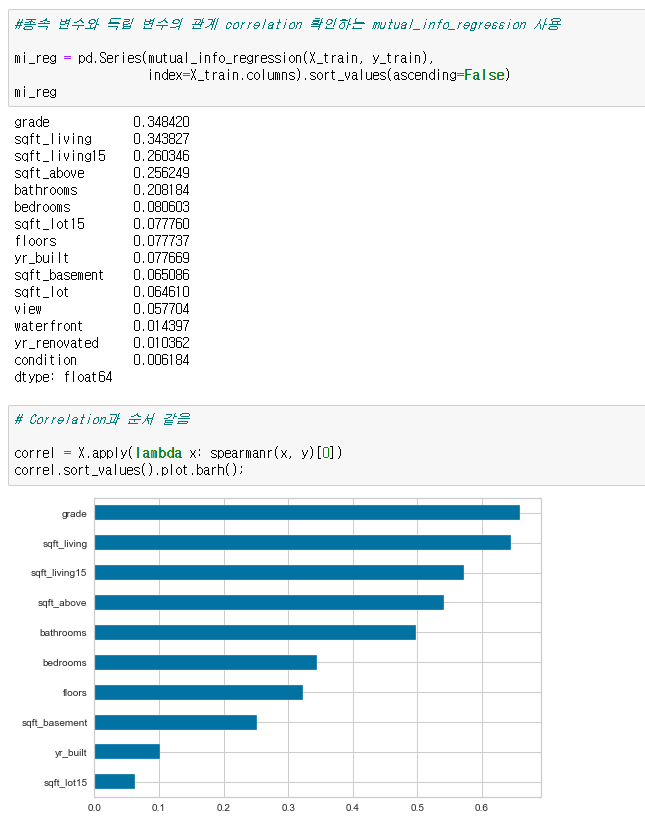 #종속 변수와 독립 변수의 관계 correlation 확인하는 mutual_info_regression 사용
mi_reg = pd.Series(mutual_info_regression(X_train, y_train),
index=X_train.columns).sort_values(ascending=False)
mi_reg
grade 0.348420
sqft_living 0.343827
sqft_living15 0.260346
sqft_above 0.256249
bathrooms 0.208184
bedrooms 0.080603
sqft_lot15 0.077760
floors 0.077737
yr_built 0.077669
sqft_basement 0.065086
sqft_lot 0.064610
view 0.057704
waterfront 0.014397
yr_renovated 0.010362
condition 0.006184
dtype: float64
# Correlation과 순서 같음
correl = X.apply(lambda x: spearmanr(x, y)[0])
correl.sort_values().plot.barh();
grade
sqft_living
sqft_living15
sqft_above
bathrooms
bedrooms
floors
sqft_basement
yr_built
sqft_lot15
0.0 0.1 0.2 0.3 0.4 0.5 0.6